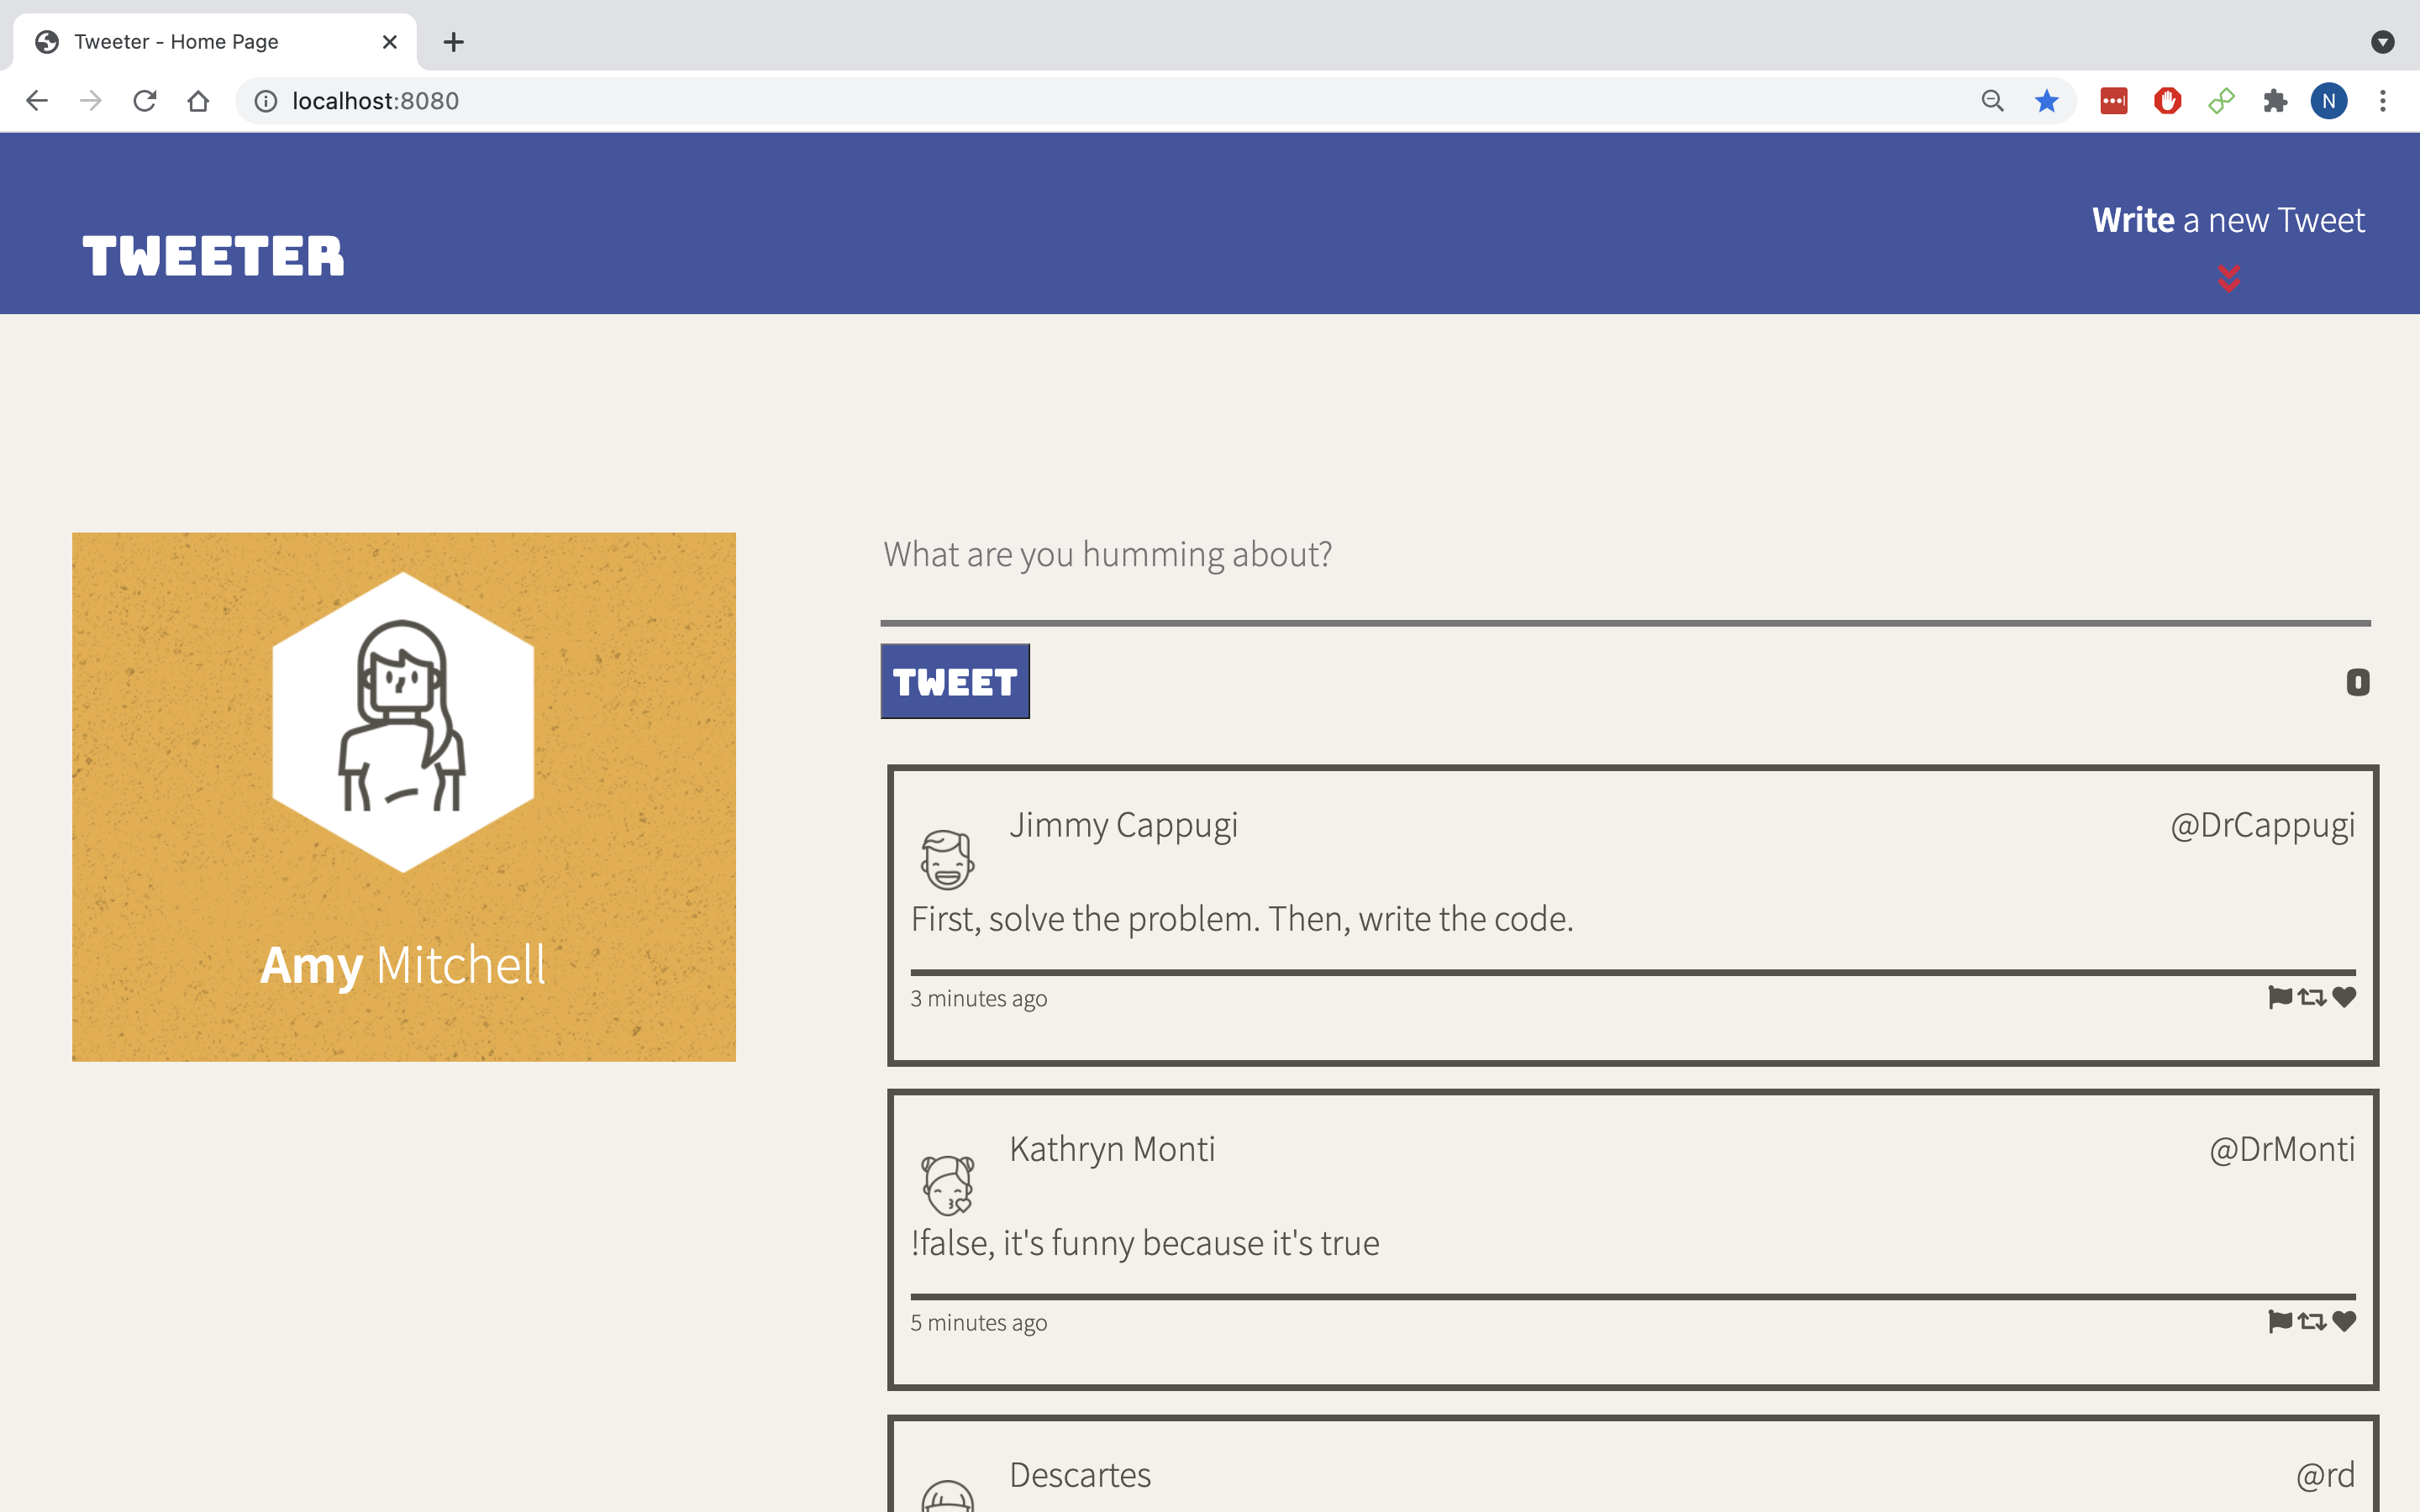 Tweeter - Home Page
localhost:8080
N
TWEETER
Write a new Tweet
Amy Mitchell
What are you humming about?
TWEET
0
Jimmy Cappugi
@DrCappugi
First, solve the problem. Then, write the code.
3 minutes ago
Kathryn Monti
@DrMonti
!false, it's funny because it's true
5 minutes ago
Descartes
@rd